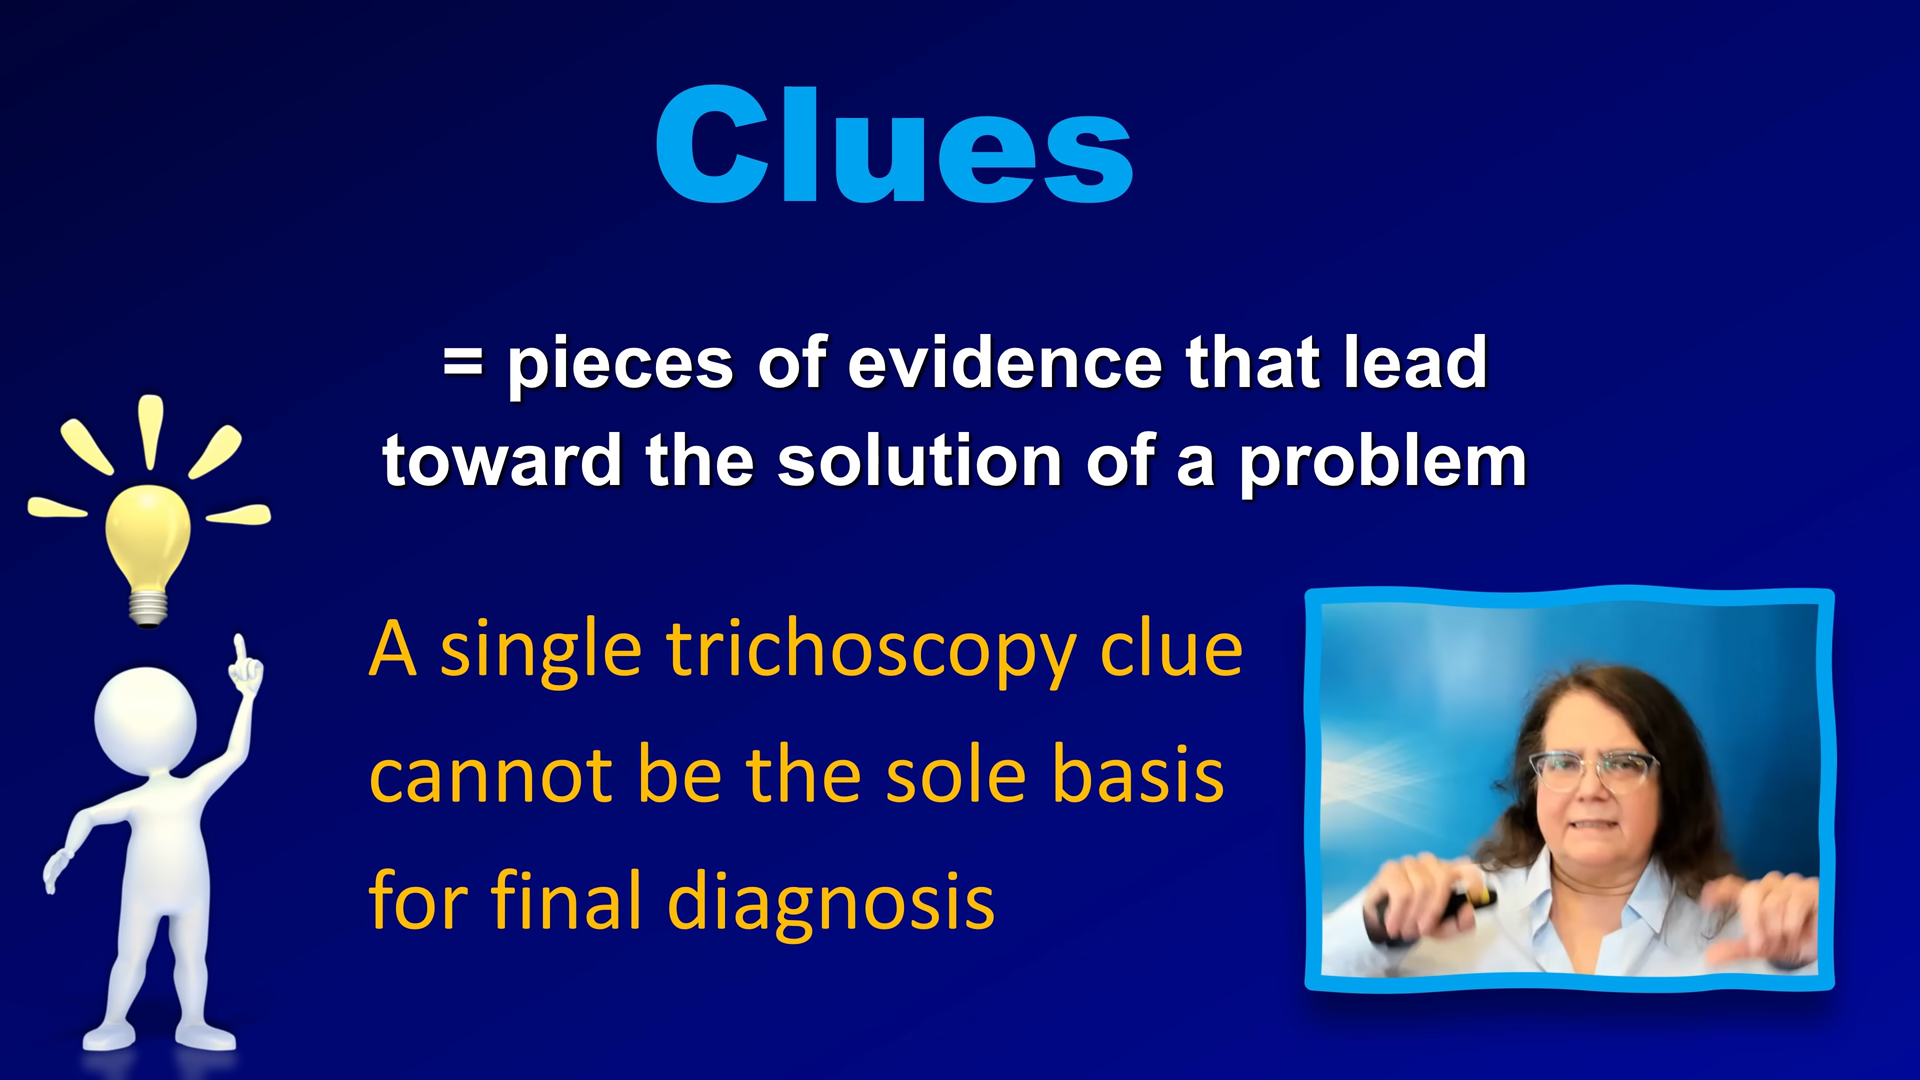 Clues
= pieces of evidence that lead
toward the solution of a problem
A single trichoscopy clue
cannot be the sole basis
for final diagnosis